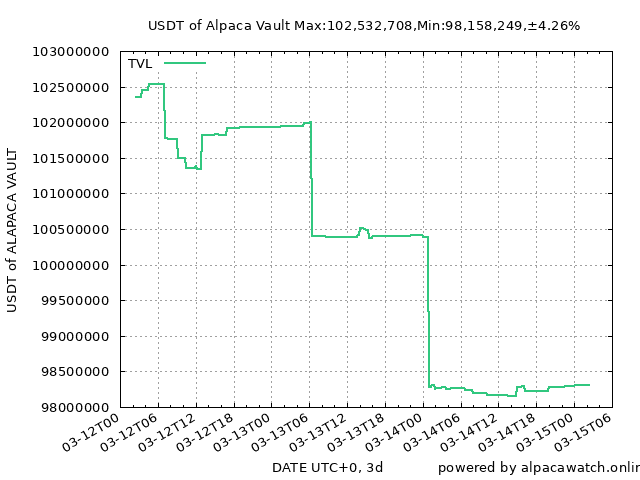 USDT of Alpaca Vault Max:102,532,708,Min:98,158,249,±4.26%
TVL
103000000
102500000
102000000
101500000
101000000
100500000
100000000
99500000
99000000
98500000
98000000
USDT of ALAPACA VAULT
03-12T00
03-12T06
03-12T12
03-12T18
03-13T00
03-13T06
03-13T12
03-13T18
03-14T00
03-14T06
03-14T12
03-14T18
03-15T00
03-15T06
DATE UTC+0, 3d
powered by alpacawatch.onlin